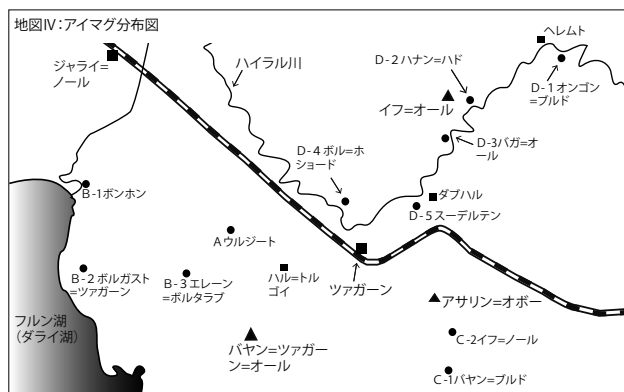 地図Ⅳ：アイマグ分布図
ヘレムト
ジャライ=
ノール
ハイラル川
D-2ハナン=ハド
D-1オンゴン
=ブルド
イフ=オール
D-4ボル=ホ
ショード
D-3バガ=オ
ール
B-1ボンホン
ダブハル
D-5スーデルテン
Aウルジート
B-2ボルガスト
=ツァガーン
B-3エレーン
=ボルタラブ
ハル=トル
ゴイ
ツァガーン
アサリン=オボー
フルン湖
(ダライ湖)
バヤン=ツァガー
ン=オール
C-2イフ=ノール
C-1バヤン=ブルド